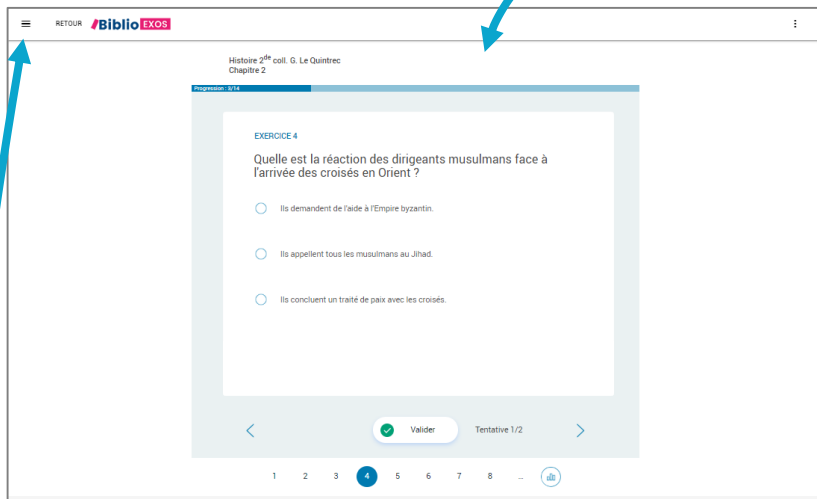 RETOUR Biblio EXOS
Histoire 2de coll. G. Le Quintrec
Chapitre 2
Progression : 5/14
EXERCICE 4
Quelle est la réaction des dirigeants musulmans face à
l'arrivée des croisés en Orient ?
Ils demandent de l'aide à l'Empire byzantin.
Ils appellent tous les musulmans au Jihad.
Ils concluent un traité de paix avec les croisés.
Valider Tentative 1/2
1 2 3 4 5 6 7 8 ...